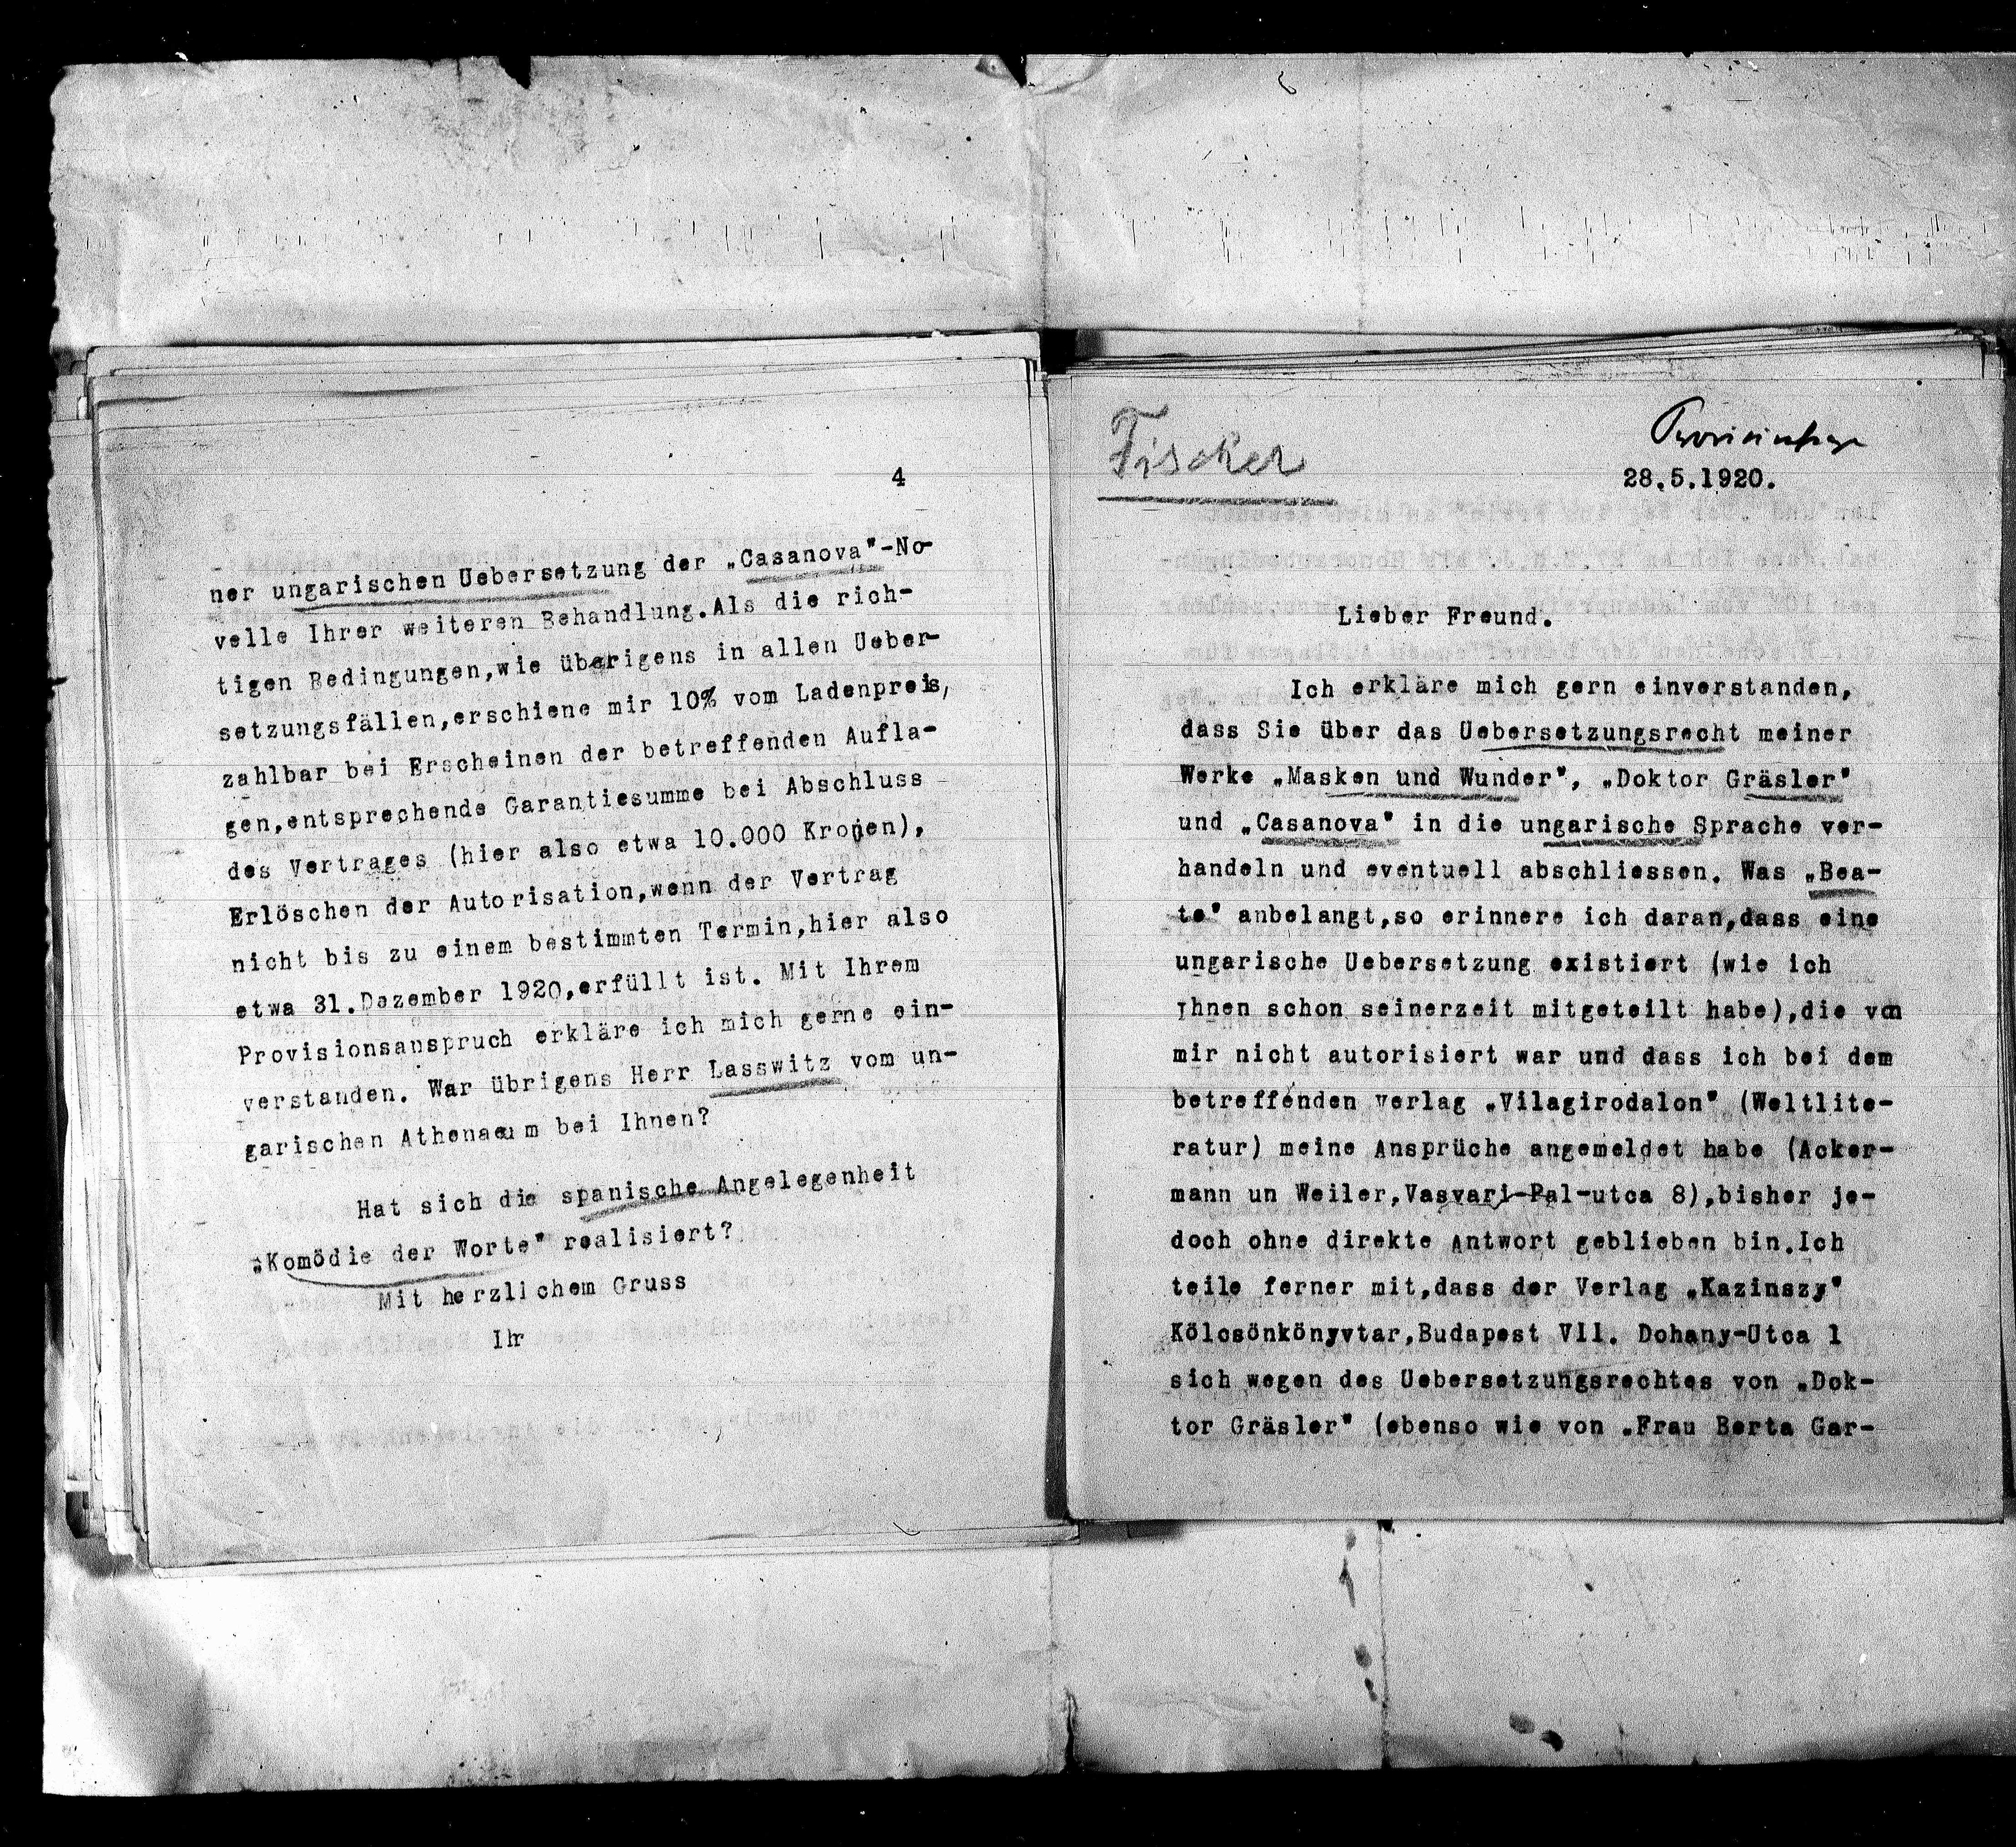 4
ner ungarischen Uebersetzung der „Casanova"-No-
velle Ihrer weiteren Behandlung.Als die rich-
tigen Bedingungen,wie übrigens in allen Ueber-
setzungsfällen,erschiene mir 10% vom Ladenpreis,
zahlbar bei Erscheinen der betreffenden Aufla-
gen,entsprechende Garantiesumme bei Abschluss
des Vertrages (hier also etwa 10.000 Kronen),
Erlöschen der Autorisation,wenn der Vertrag
nicht bis zu einem bestimmten Termin,hier also
etwa 31.Dezember 1920,erfüllt ist. Mit Ihrem
Provisionsanspruch erkläre ich mich gerne ein-
verstanden. War übrigens Herr Lasswitz vom un-
garischen Athenaeum bei Ihnen?
Hat sich die spanische Angelegenheit
„Komödie der Worte" realisiert?
Mit herzlichem Gruss
Ihr
Fischer
28.5.1920.
Lieber Freund.
Ich erkläre mich gern einverstanden,
dass Sie über das Uebersetzungsrecht meiner
Werke „Masken und Wunder", „Doktor Gräsler"
und „Casanova" in die ungarische Sprache ver-
handeln und eventuell abschliessen. Was „Bea-
te" anbelangt,so erinnere ich daran,dass eine
ungarische Uebersetzung existiert (wie ich
Ihnen schon seinerzeit mitgeteilt habe),die von
mir nicht autorisiert war und dass ich bei dem
betreffenden Verlag „Vilagirodalon" (Weltlite-
ratur) meine Ansprüche angemeldet habe (Acker-
mann un Weiler,Vasvari-Pal-utca 8),bisher je-
doch ohne direkte Antwort geblieben bin.Ich
teile ferner mit,dass der Verlag „Kazinszy"
Kölcsönkönyvtar,Budapest VII. Dohany-Utca 1
sich wegen des Uebersetzungsrechtes von „Dok-
tor Gräsler" (ebenso wie von „Frau Berta Gar-